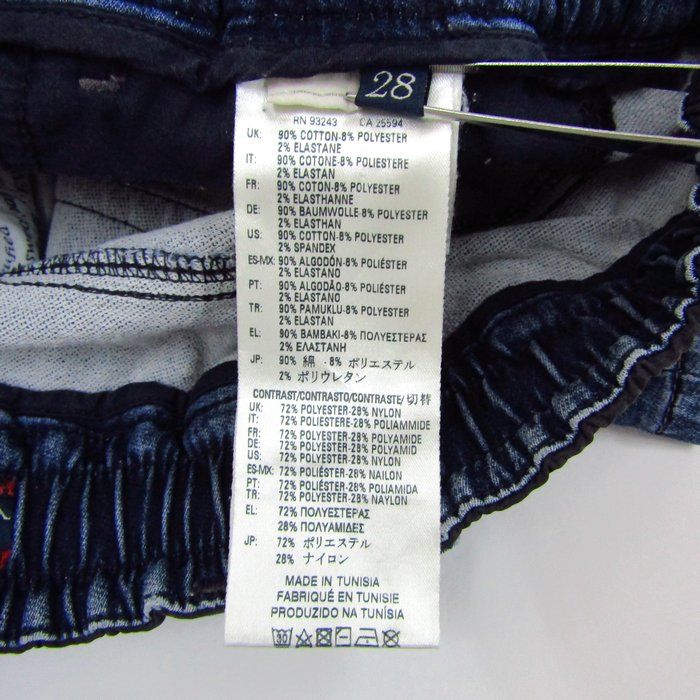 28
RN 93243 CA 25594
UK: 90% COTTON-8% POLYESTER
2% ELASTANE
IT: 90% COTONE-8% POLIESTERE
2% ELASTAN
FR: 90% COTON-8% POLYESTER
2% ELASTHANNE
DE: 90% BAUMWOLLE-8% POLYESTER
2% ELASTHAN
US: 90% COTTON-8% POLYESTER
2% SPANDEX
ES-MX: 90% ALGODÓN-8% POLIÉSTER
2% ELASTANO
PT: 90% ALGODÃO-8% POLIÉSTER
2% ELASTANO
TR: 90% PAMUKLU-8% POLYESTER
2% ELASTAN
EL: 90% ΒΑΜΒΑΚΙ-8% ΠΟΛΥΕΣΤΕΡΑΣ
2% ΕΛΑΣΤΑΝΗ
JP: 90% 綿 -8% ポリエステル
2% ポリウレタン
CONTRAST/CONTRASTO/CONTRASTE/切替
UK: 72% POLYESTER-28% NYLON
IT: 72% POLIESTERE-28% POLIAMMIDE
FR: 72% POLYESTER-28% POLYAMIDE
DE: 72% POLYESTER-28% POLYAMID
US: 72% POLYESTER-28% NYLON
ES-MX: 72% POLIÉSTER-28% NAILON
PT: 72% POLIÉSTER-28% POLIAMIDA
TR: 72% POLYESTER-28% NAYLON
EL: 72% ΠΟΛΥΕΣΤΕΡΑΣ
28% ΠΟΛΥΑΜΙΔΕΣ
JP: 72% ポリエステル
28% ナイロン
MADE IN TUNISIA
FABRIQUÉ EN TUNISIE
PRODUZIDO NA TUNÍSIA